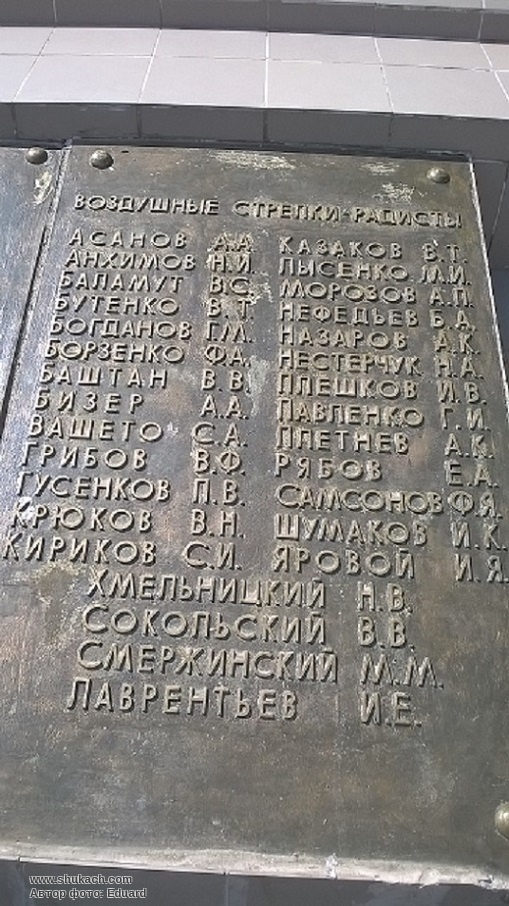 ВОЗДУШНЫЕ СТРЕЛКИ-РАДИСТЫ
АСАНОВ А.А.
АНХИМОВ Н.И.
БАЛАМУТ В.С.
БУТЕНКО В.Т.
БОГДАНОВ Г.Л.
БОРЗЕНКО Ф.А.
БАШТАН В.В.
БИЗЕР А.А.
ВАШЕТО С.А.
ГРИБОВ В.Ф.
ГУСЕНКОВ П.В.
КРЮКОВ В.Н.
КИРИКОВ С.И.
КАЗАКОВ В.Т.
ЛЫСЕНКО М.И.
МОРОЗОВ А.П.
НЕФЕДЬЕВ Б.А.
НАЗАРОВ А.К.
НЕСТЕРЧУК Н.А.
ПЛЕШКОВ И.В.
ПАВЛЕНКО Г.И.
ПЛЕТНЕВ А.К.
РЯБОВ Е.А.
САМСОНОВ Ф.Я.
ШУМАКОВ И.К.
ЯРОВОЙ И.Я.
ХМЕЛЬНИЦКИЙ Н.В.
СОКОЛЬСКИЙ В.В.
СМЕРЖИНСКИЙ М.М.
ЛАВРЕНТЬЕВ И.Е.
www.shukach.com
Автор фото: Eduard